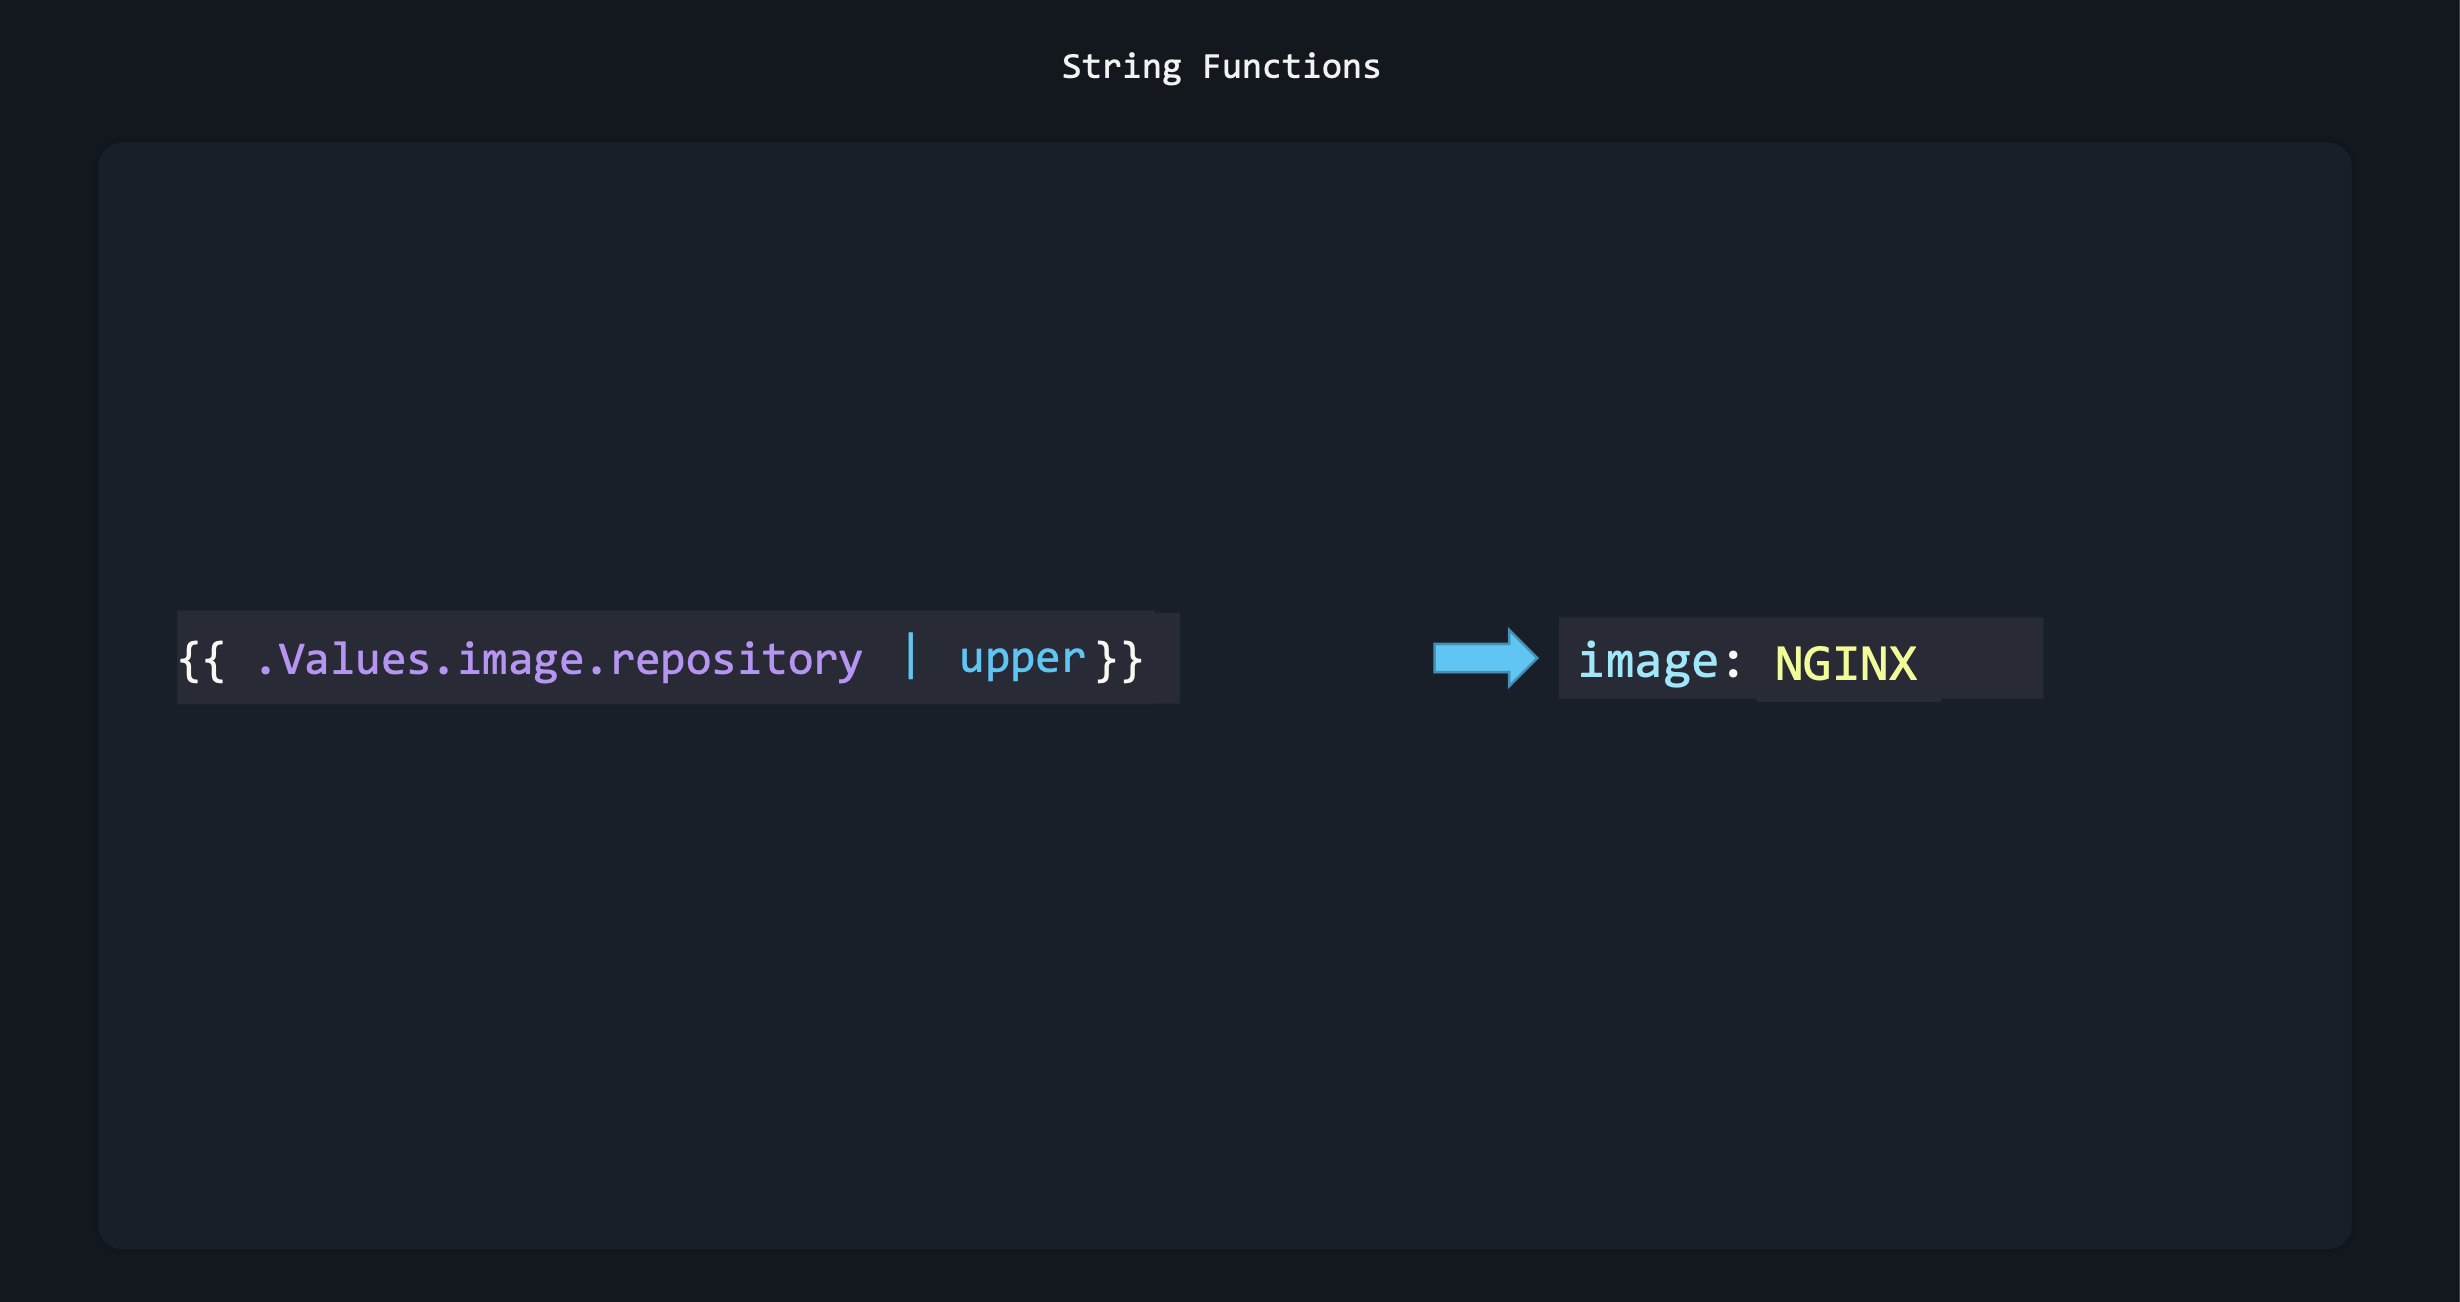 String Functions
{{ .Values.image.repository | upper}}
image: NGINX